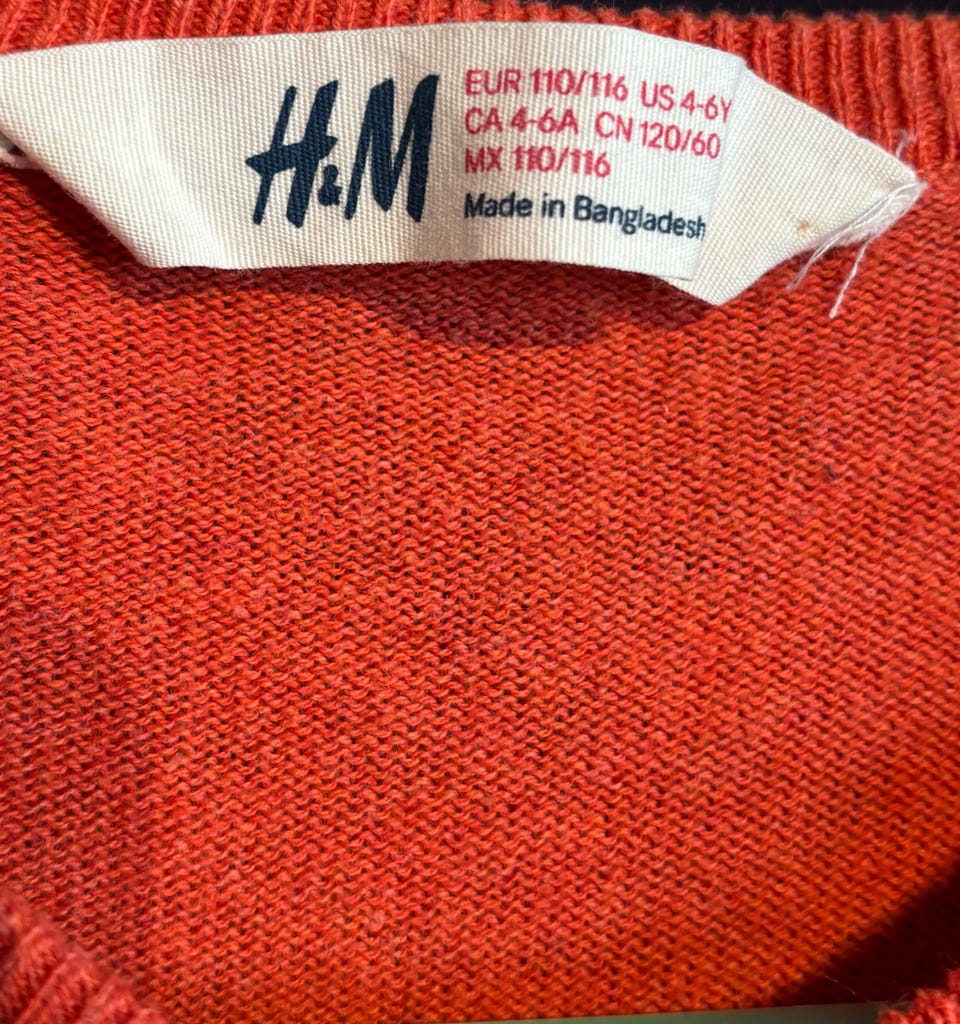 H&M
EUR 110/116 US 4-6Y
CA 4-6A CN 120/60
MX 110/116
Made in Bangladesh